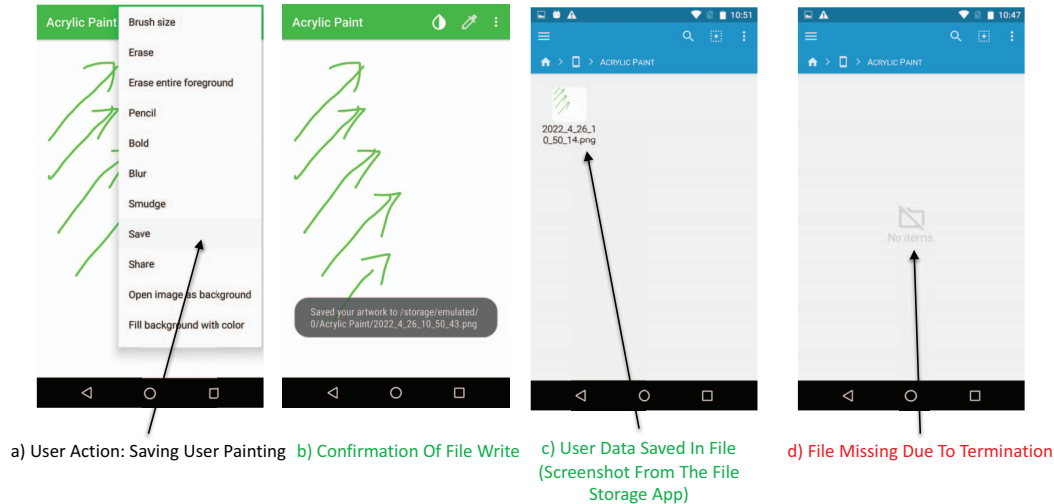 Acrylic Paint
Brush size
Erase
Erase entire foreground
Pencil
Bold
Blur
Smudge
Save
Share
Open image as background
Fill background with color
Acrylic Paint
Saved your artwork to /storage/emulated/
0/Acrylic Paint/2022_4_26_10_50_43.png
10:51
ACRYLIC PAINT
2022_4_26_1
0_50_14.png
10:47
ACRYLIC PAINT
No items.
a) User Action: Saving User Painting
b) Confirmation Of File Write
c) User Data Saved In File
(Screenshot From The File
Storage App)
d) File Missing Due To Termination